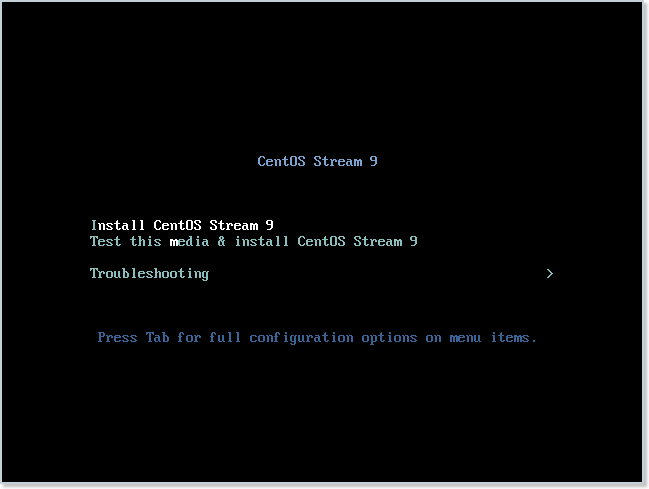 CentOS Stream 9
Install CentOS Stream 9
Test this media & install CentOS Stream 9
Troubleshooting >
Press Tab for full configuration options on menu items.